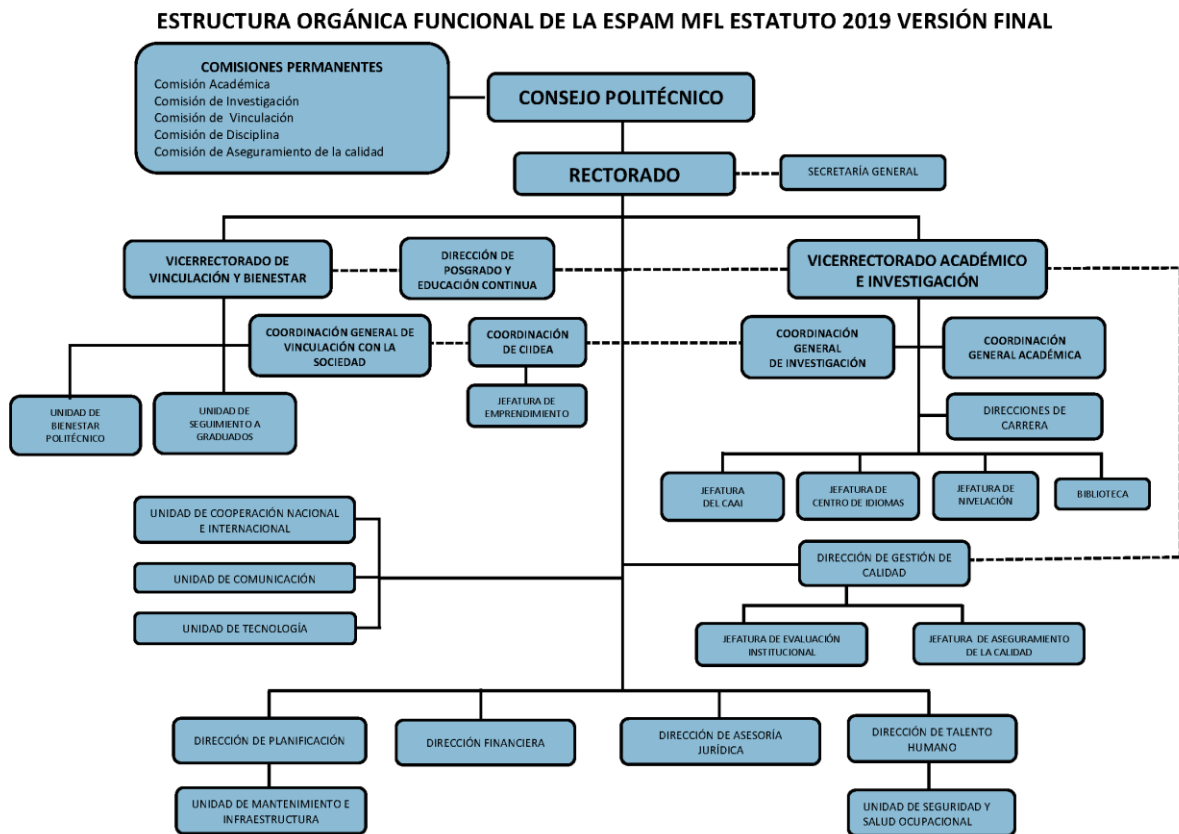 ESTRUCTURA ORGÁNICA FUNCIONAL DE LA ESPAM MFL ESTATUTO 2019 VERSIÓN FINAL
COMISIONES PERMANENTES
Comisión Académica
Comisión de Investigación
Comisión de Vinculación
Comisión de Disciplina
Comisión de Aseguramiento de la calidad
CONSEJO POLITÉCNICO
RECTORADO
SECRETARÍA GENERAL
VICERRECTORADO DE
VINCULACIÓN Y BIENESTAR
DIRECCIÓN DE
POSGRADO Y
EDUCACIÓN CONTINUA
VICERRECTORADO ACADÉMICO
E INVESTIGACIÓN
COORDINACIÓN GENERAL DE
VINCULACIÓN CON LA
SOCIEDAD
COORDINACIÓN
DE CIIDEA
COORDINACIÓN
GENERAL
DE INVESTIGACIÓN
COORDINACIÓN
GENERAL ACADÉMICA
UNIDAD DE
BIENESTAR
POLITÉCNICO
UNIDAD DE
SEGUIMIENTO A
GRADUADOS
JEFATURA DE
EMPRENDIMIENTO
DIRECCIONES DE
CARRERA
JEFATURA
DEL CAAI
JEFATURA DE
CENTRO DE IDIOMAS
JEFATURA DE
NIVELACIÓN
BIBLIOTECA
UNIDAD DE COOPERACIÓN NACIONAL
E INTERNACIONAL
UNIDAD DE COMUNICACIÓN
UNIDAD DE TECNOLOGÍA
DIRECCIÓN DE GESTIÓN DE
CALIDAD
JEFATURA DE EVALUACIÓN
INSTITUCIONAL
JEFATURA DE ASEGURAMIENTO
DE LA CALIDAD
DIRECCIÓN DE PLANIFICACIÓN
DIRECCIÓN FINANCIERA
DIRECCIÓN DE ASESORÍA
JURÍDICA
DIRECCIÓN DE TALENTO
HUMANO
UNIDAD DE MANTENIMIENTO E
INFRAESTRUCTURA
UNIDAD DE SEGURIDAD Y
SALUD OCUPACIONAL